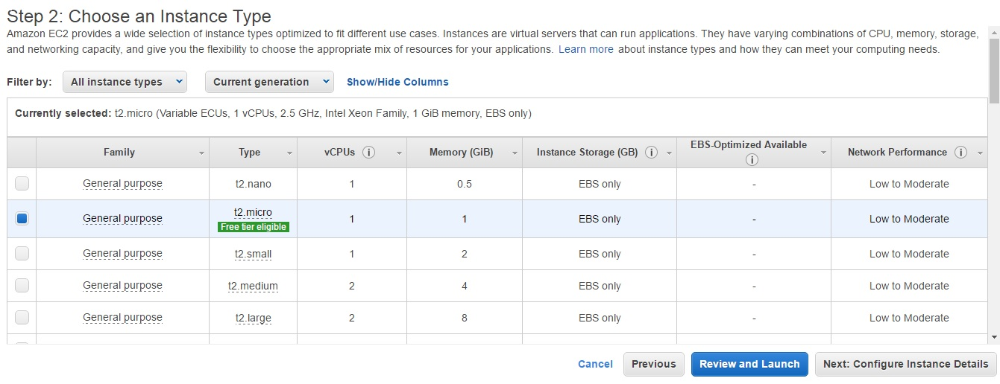 Step 2: Choose an Instance Type
Amazon EC2 provides a wide selection of instance types optimized to fit different use cases. Instances are virtual servers that can run applications. They have varying combinations of CPU, memory, storage,
and networking capacity, and give you the flexibility to choose the appropriate mix of resources for your applications. Learn more about instance types and how they can meet your computing needs.
Filter by: All instance types Current generation Show/Hide Columns
Currently selected: t2.micro (Variable ECUs, 1 vCPUs, 2.5 GHz, Intel Xeon Family, 1 GiB memory, EBS only)
Family Type vCPUs i Memory (GiB) Instance Storage (GB) i EBS-Optimized Available i Network Performance i
General purpose t2.nano 1 0.5 EBS only - Low to Moderate
General purpose t2.micro 1 1 EBS only - Low to Moderate
Free tier eligible
General purpose t2.small 1 2 EBS only - Low to Moderate
General purpose t2.medium 2 4 EBS only - Low to Moderate
General purpose t2.large 2 8 EBS only - Low to Moderate
Cancel Previous Review and Launch Next: Configure Instance Details